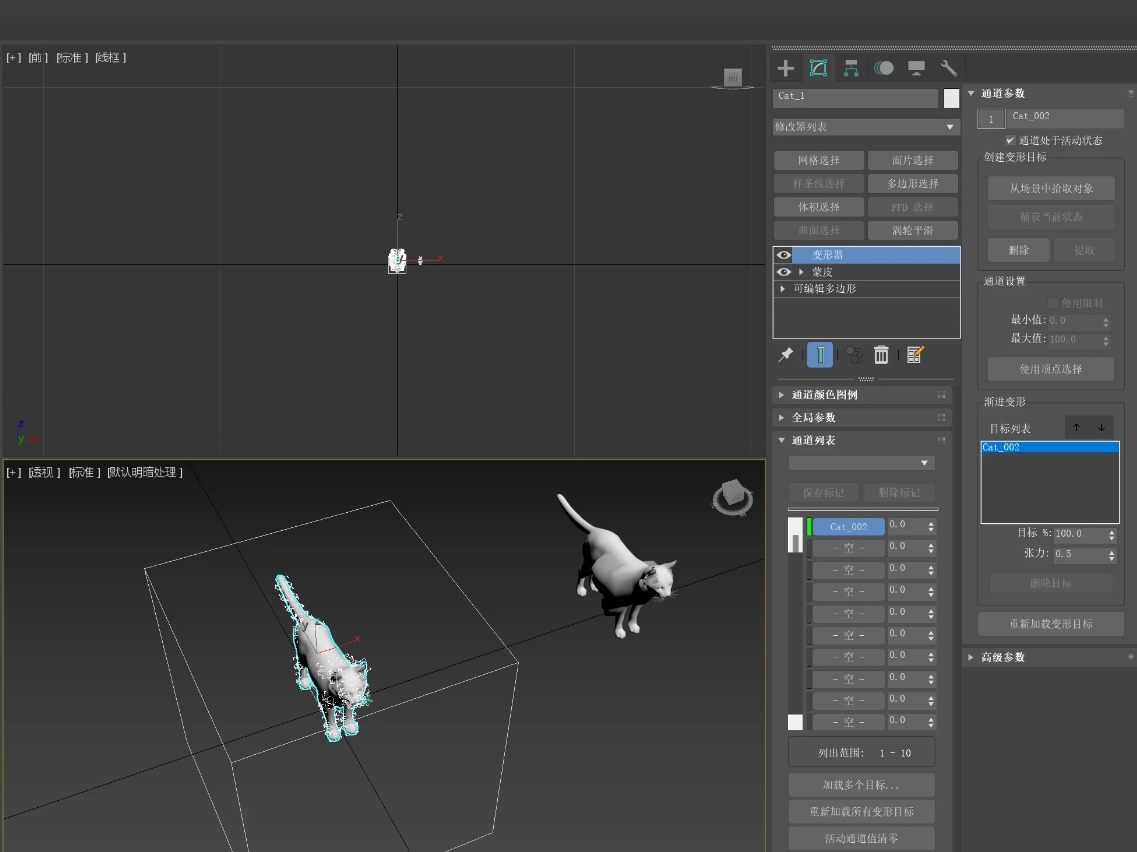 [+] [前] [标准] [线框]
前
Z
X
z
y
x
[+] [透视] [标准] [默认明暗处理]
x
Cat_1
修改器列表
网格选择 面片选择
样条线选择 多边形选择
体积选择 FFD 选择
曲面选择 涡轮平滑
变形器
蒙皮
可编辑多边形
通道颜色图例
全局参数
通道列表
保存标记 删除标记
Cat_002 0.0
- 空 - 0.0
- 空 - 0.0
- 空 - 0.0
- 空 - 0.0
- 空 - 0.0
- 空 - 0.0
- 空 - 0.0
- 空 - 0.0
- 空 - 0.0
列出范围: 1 - 10
加载多个目标...
重新加载所有变形目标
活动通道值清零
通道参数
1 Cat_002
通道处于活动状态
创建变形目标
从场景中拾取对象
捕获当前状态
删除 提取
通道设置
使用限制
最小值: 0.0
最大值: 100.0
使用顶点选择
渐进变形
目标列表
Cat_002
目标 %: 100.0
张力: 0.5
删除目标
重新加载变形目标
高级参数